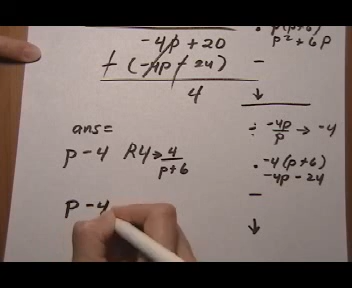 -4p + 20
+ (-4p - 24)
4
ans=
p - 4 R4 → 4/p+6
p - 4
· p(p+6)
p² + 6p
-
↓
÷ -4p/p → -4
· -4(p+6)
-4p - 24
-
↓